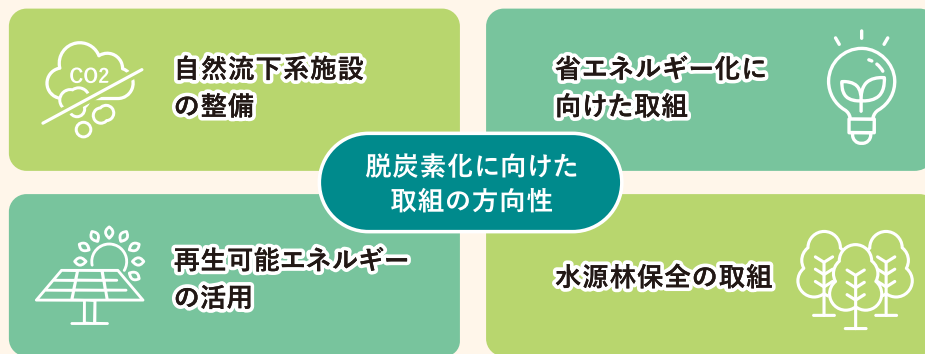 CO2
自然流下系施設
の整備
省エネルギー化に
向けた取組
脱炭素化に向けた
取組の方向性
再生可能エネルギー
の活用
水源林保全の取組